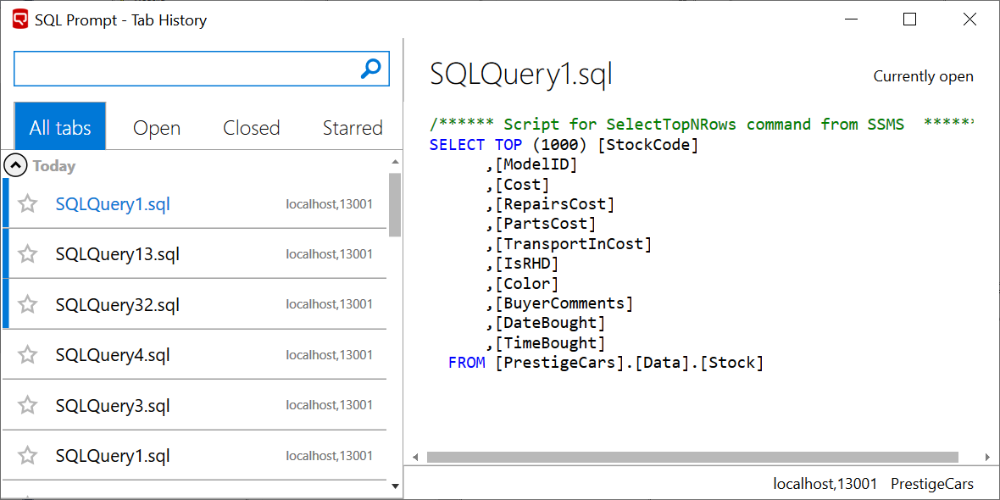 SQL Prompt - Tab History
All tabs
Open
Closed
Starred
Today
SQLQuery1.sql localhost,13001
SQLQuery13.sql localhost,13001
SQLQuery32.sql localhost,13001
SQLQuery4.sql localhost,13001
SQLQuery3.sql localhost,13001
SQLQuery1.sql localhost,13001
SQLQuery1.sql
Currently open
/****** Script for SelectTopNRows command from SSMS ******
SELECT TOP (1000) [StockCode]
,[ModelID]
,[Cost]
,[RepairsCost]
,[PartsCost]
,[TransportInCost]
,[IsRHD]
,[Color]
,[BuyerComments]
,[DateBought]
,[TimeBought]
FROM [PrestigeCars].[Data].[Stock]
localhost,13001 PrestigeCars